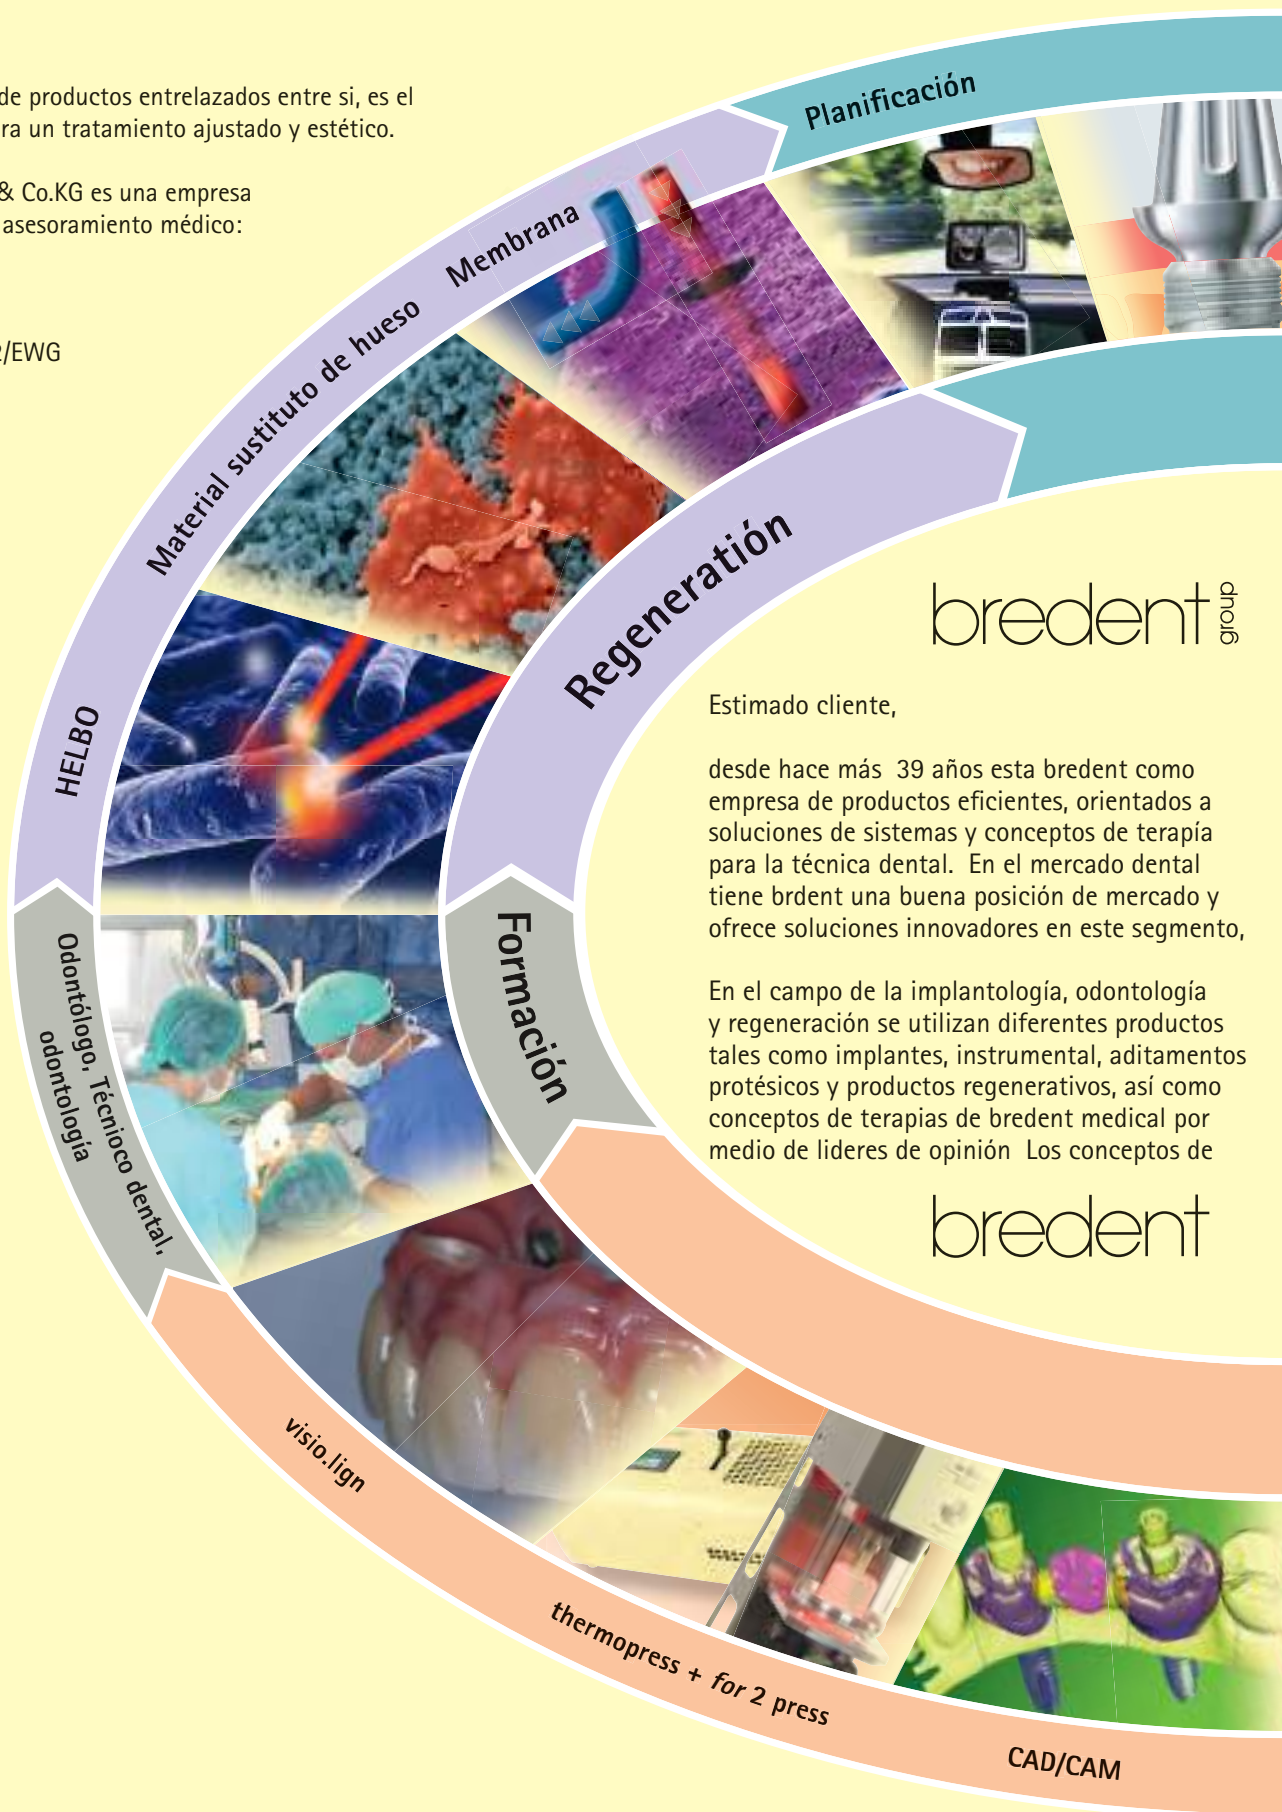 de productos entrelazados entre si, es el
ra un tratamiento ajustado y estético.
& Co.KG es una empresa
asesoramiento médico:
2/EWG
Planificación
Membrana
Material sustituto de hueso
HELBO
Regeneratión
Formación
Odontólogo, Técnioco dental,
odontología
visio.lign
thermopress + for 2 press
CAD/CAM
bredent group
Estimado cliente,
desde hace más 39 años esta bredent como
empresa de productos eficientes, orientados a
soluciones de sistemas y conceptos de terapía
para la técnica dental. En el mercado dental
tiene brdent una buena posición de mercado y
ofrece soluciones innovadores en este segmento,
En el campo de la implantología, odontología
y regeneración se utilizan diferentes productos
tales como implantes, instrumental, aditamentos
protésicos y productos regenerativos, así como
conceptos de terapias de bredent medical por
medio de lideres de opinión Los conceptos de
bredent